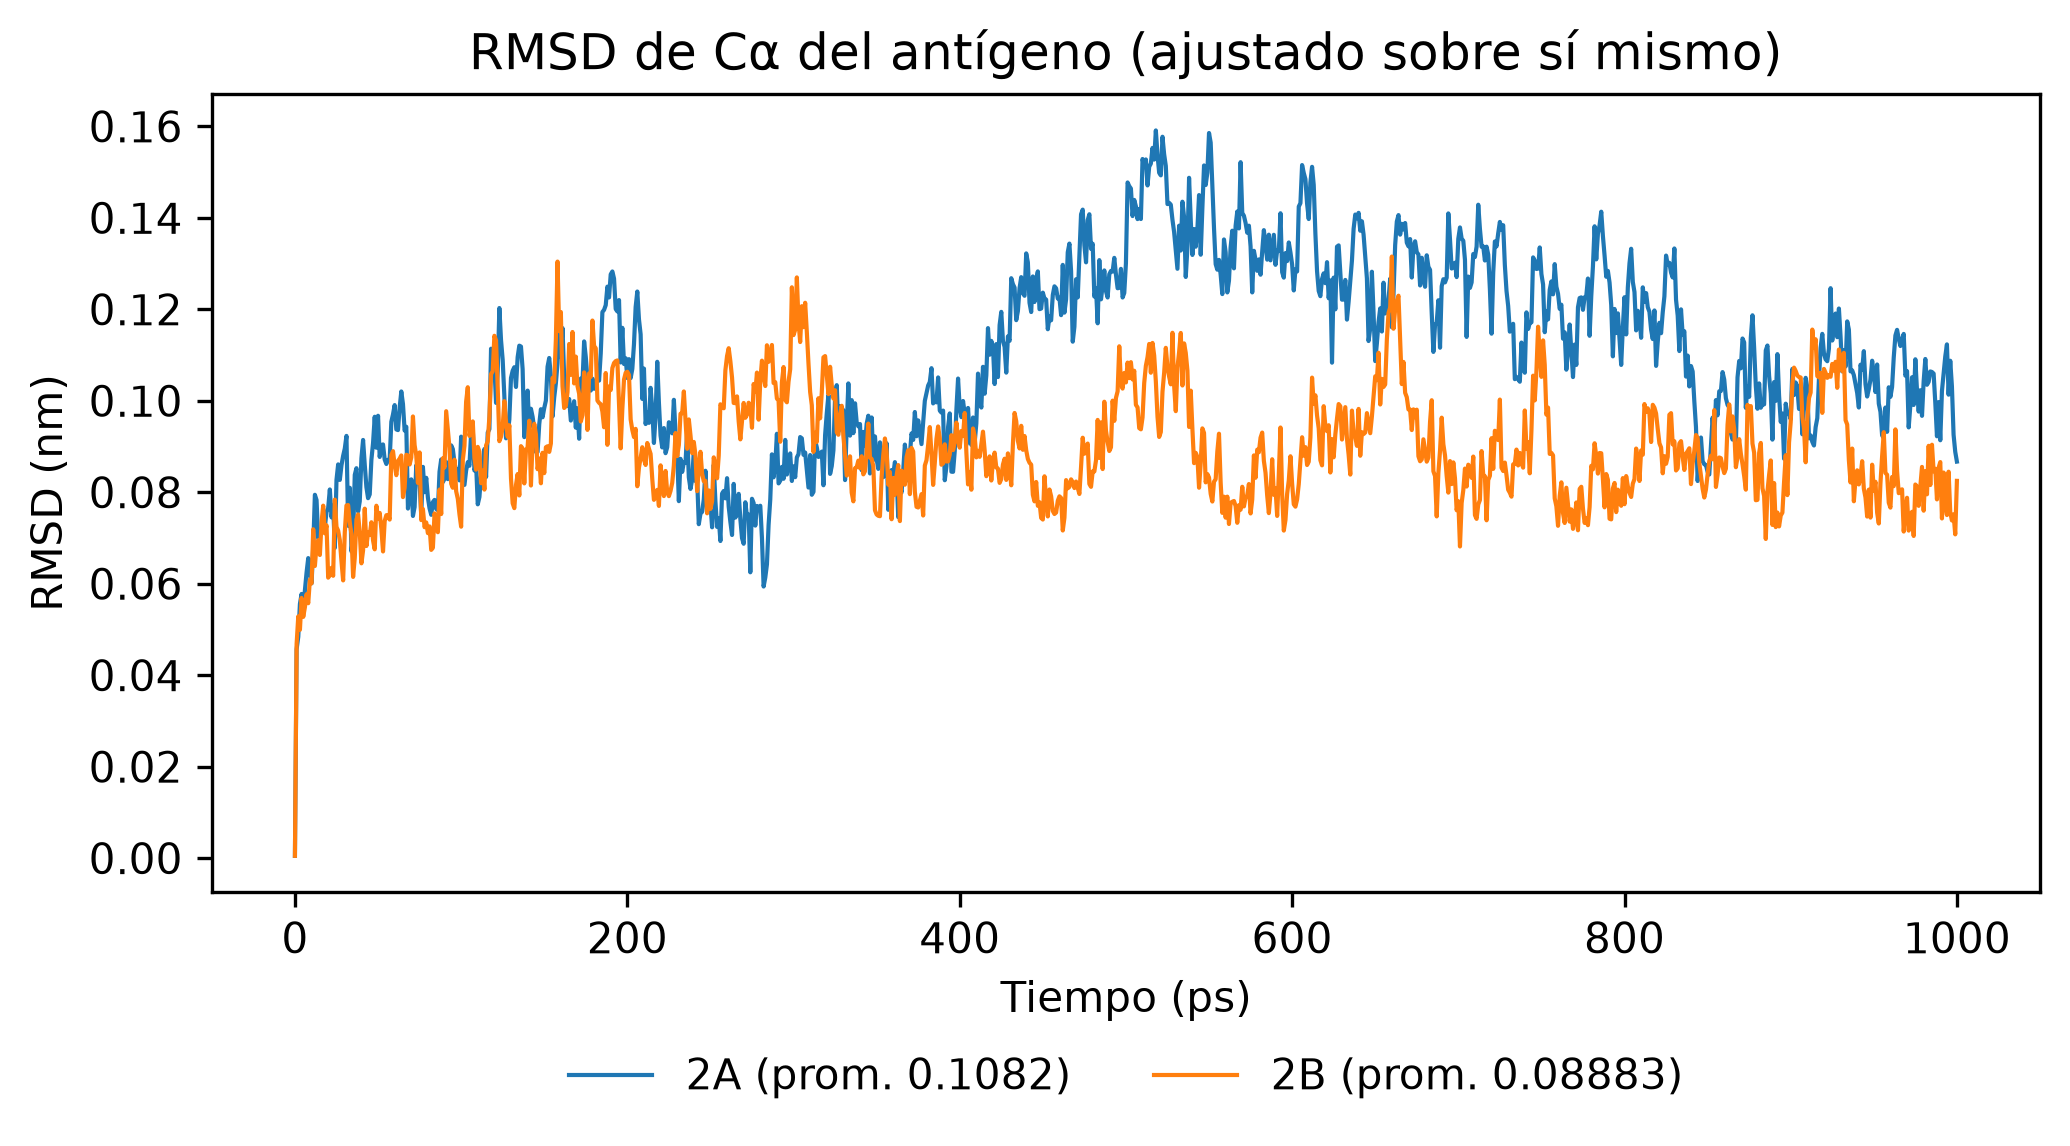 RMSD de Cα del antígeno (ajustado sobre sí mismo)
RMSD (nm)
0.16
0.14
0.12
0.10
0.08
0.06
0.04
0.02
0.00
0 200 400 600 800 1000
Tiempo (ps)
2A (prom. 0.1082) 2B (prom. 0.08883)